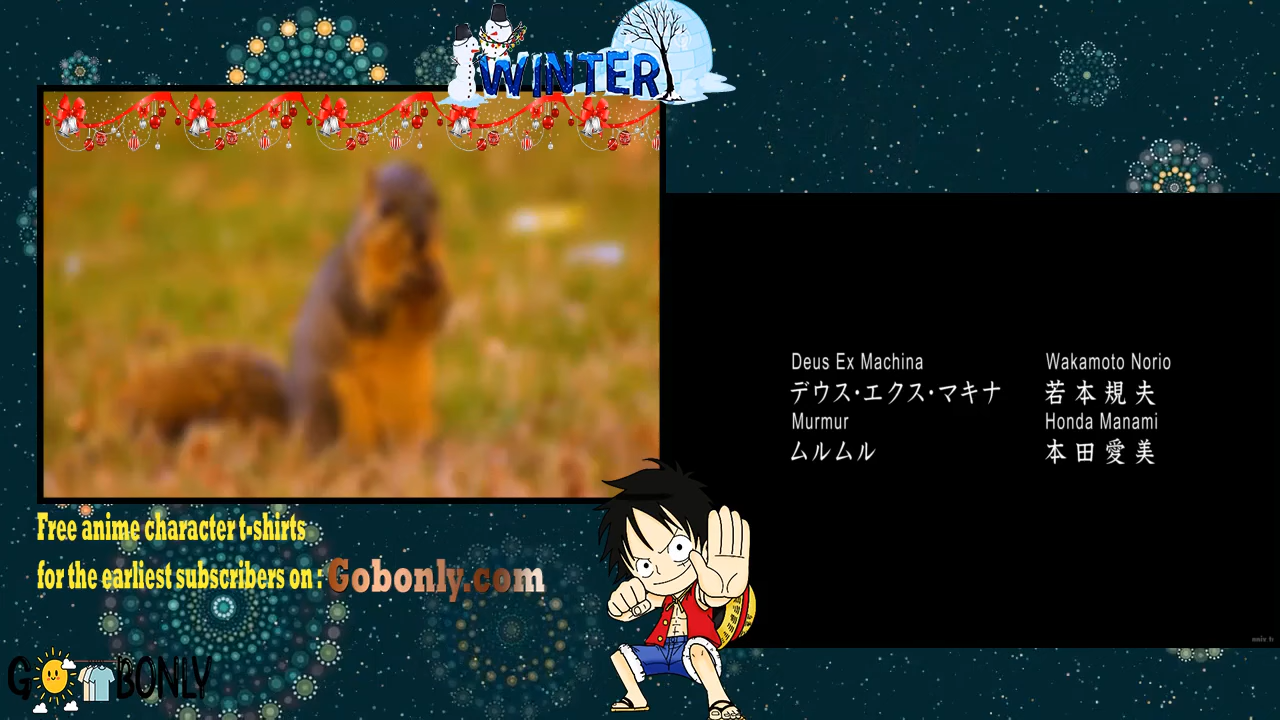 WINTER
Deus Ex Machina Wakamoto Norio
デウス・エクス・マキナ 若本規夫
Murmur Honda Manami
ムルムル 本田愛美
Free anime character t-shirts
for the earliest subscribers on : Gobonly.com
GOBONLY